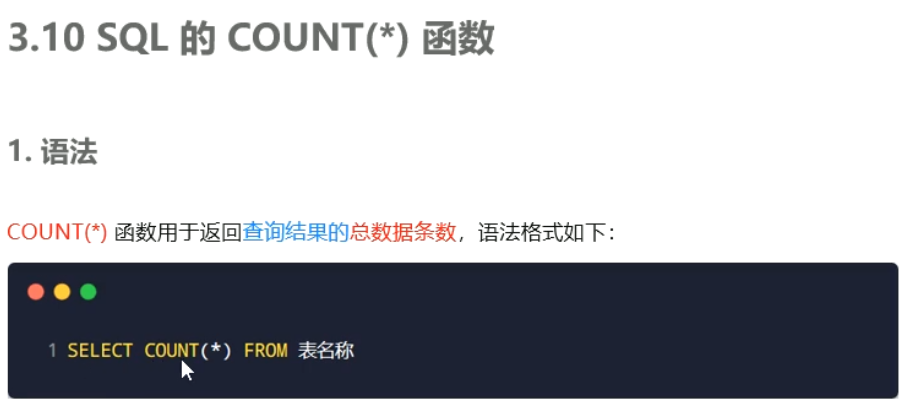 3.10 SQL 的 COUNT(*) 函数
1. 语法
COUNT(*) 函数用于返回查询结果的总数据条数，语法格式如下：
1 SELECT COUNT(*) FROM 表名称